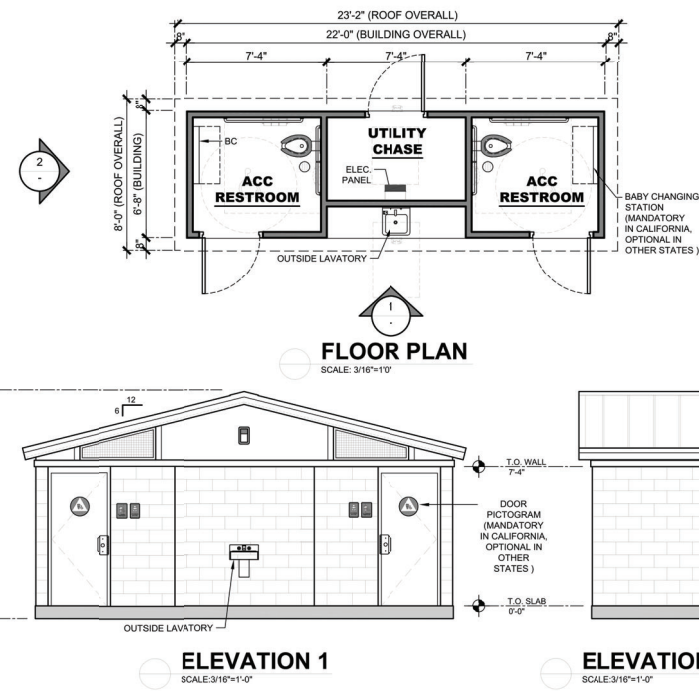 23'-2" (ROOF OVERALL)
22'-0" (BUILDING OVERALL)
8"
8"
7'-4"
7'-4"
7'-4"
8'-0" (ROOF OVERALL)
6'-8" (BUILDING)
8"
8"
2
-
BC
ACC
RESTROOM
UTILITY
CHASE
ELEC.
PANEL
ACC
RESTROOM
BABY CHANGING
STATION
(MANDATORY
IN CALIFORNIA,
OPTIONAL IN
OTHER STATES )
OUTSIDE LAVATORY
1
-
FLOOR PLAN
SCALE: 3/16"=1'0'
12
6
T.O. WALL
7'-4"
DOOR
PICTOGRAM
(MANDATORY
IN CALIFORNIA,
OPTIONAL IN
OTHER
STATES )
T.O. SLAB
0'-0"
OUTSIDE LAVATORY
ELEVATION 1
SCALE:3/16"=1'-0"
ELEVATIO
SCALE:3/16"=1'-0"